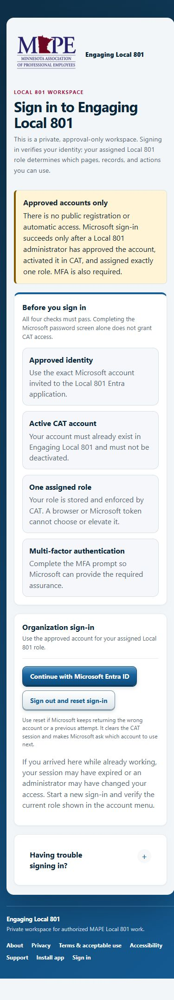 MAPE
MINNESOTA ASSOCIATION
OF PROFESSIONAL EMPLOYEES
Engaging Local 801
LOCAL 801 WORKSPACE
Sign in to Engaging
Local 801
This is a private, approval-only workspace. Signing
in verifies your identity; your assigned Local 801
role determines which pages, records, and actions
you can use.
Approved accounts only
There is no public registration or
automatic access. Microsoft sign-in
succeeds only after a Local 801
administrator has approved the account,
activated it in CAT, and assigned exactly
one role. MFA is also required.
Before you sign in
All four checks must pass. Completing the
Microsoft password screen alone does not grant
CAT access.
Approved identity
Use the exact Microsoft account
invited to the Local 801 Entra
application.
Active CAT account
Your account must already exist in
Engaging Local 801 and must not be
deactivated.
One assigned role
Your role is stored and enforced by
CAT. A browser or Microsoft token
cannot choose or elevate it.
Multi-factor authentication
Complete the MFA prompt so
Microsoft can provide the required
assurance.
Organization sign-in
Use the approved account for your assigned Local
801 role.
Continue with Microsoft Entra ID
Sign out and reset sign-in
Use reset if Microsoft keeps returning the wrong
account or a previous attempt. It clears the CAT
session and makes Microsoft ask which account to use
next.
If you arrived here while already working,
your session may have expired or an
administrator may have changed your
access. Start a new sign-in and verify the
current role shown in the account menu.
Having trouble
signing in?
+
Engaging Local 801
Private workspace for authorized MAPE Local 801 work.
About Privacy Terms & acceptable use Accessibility
Support Install app Sign in